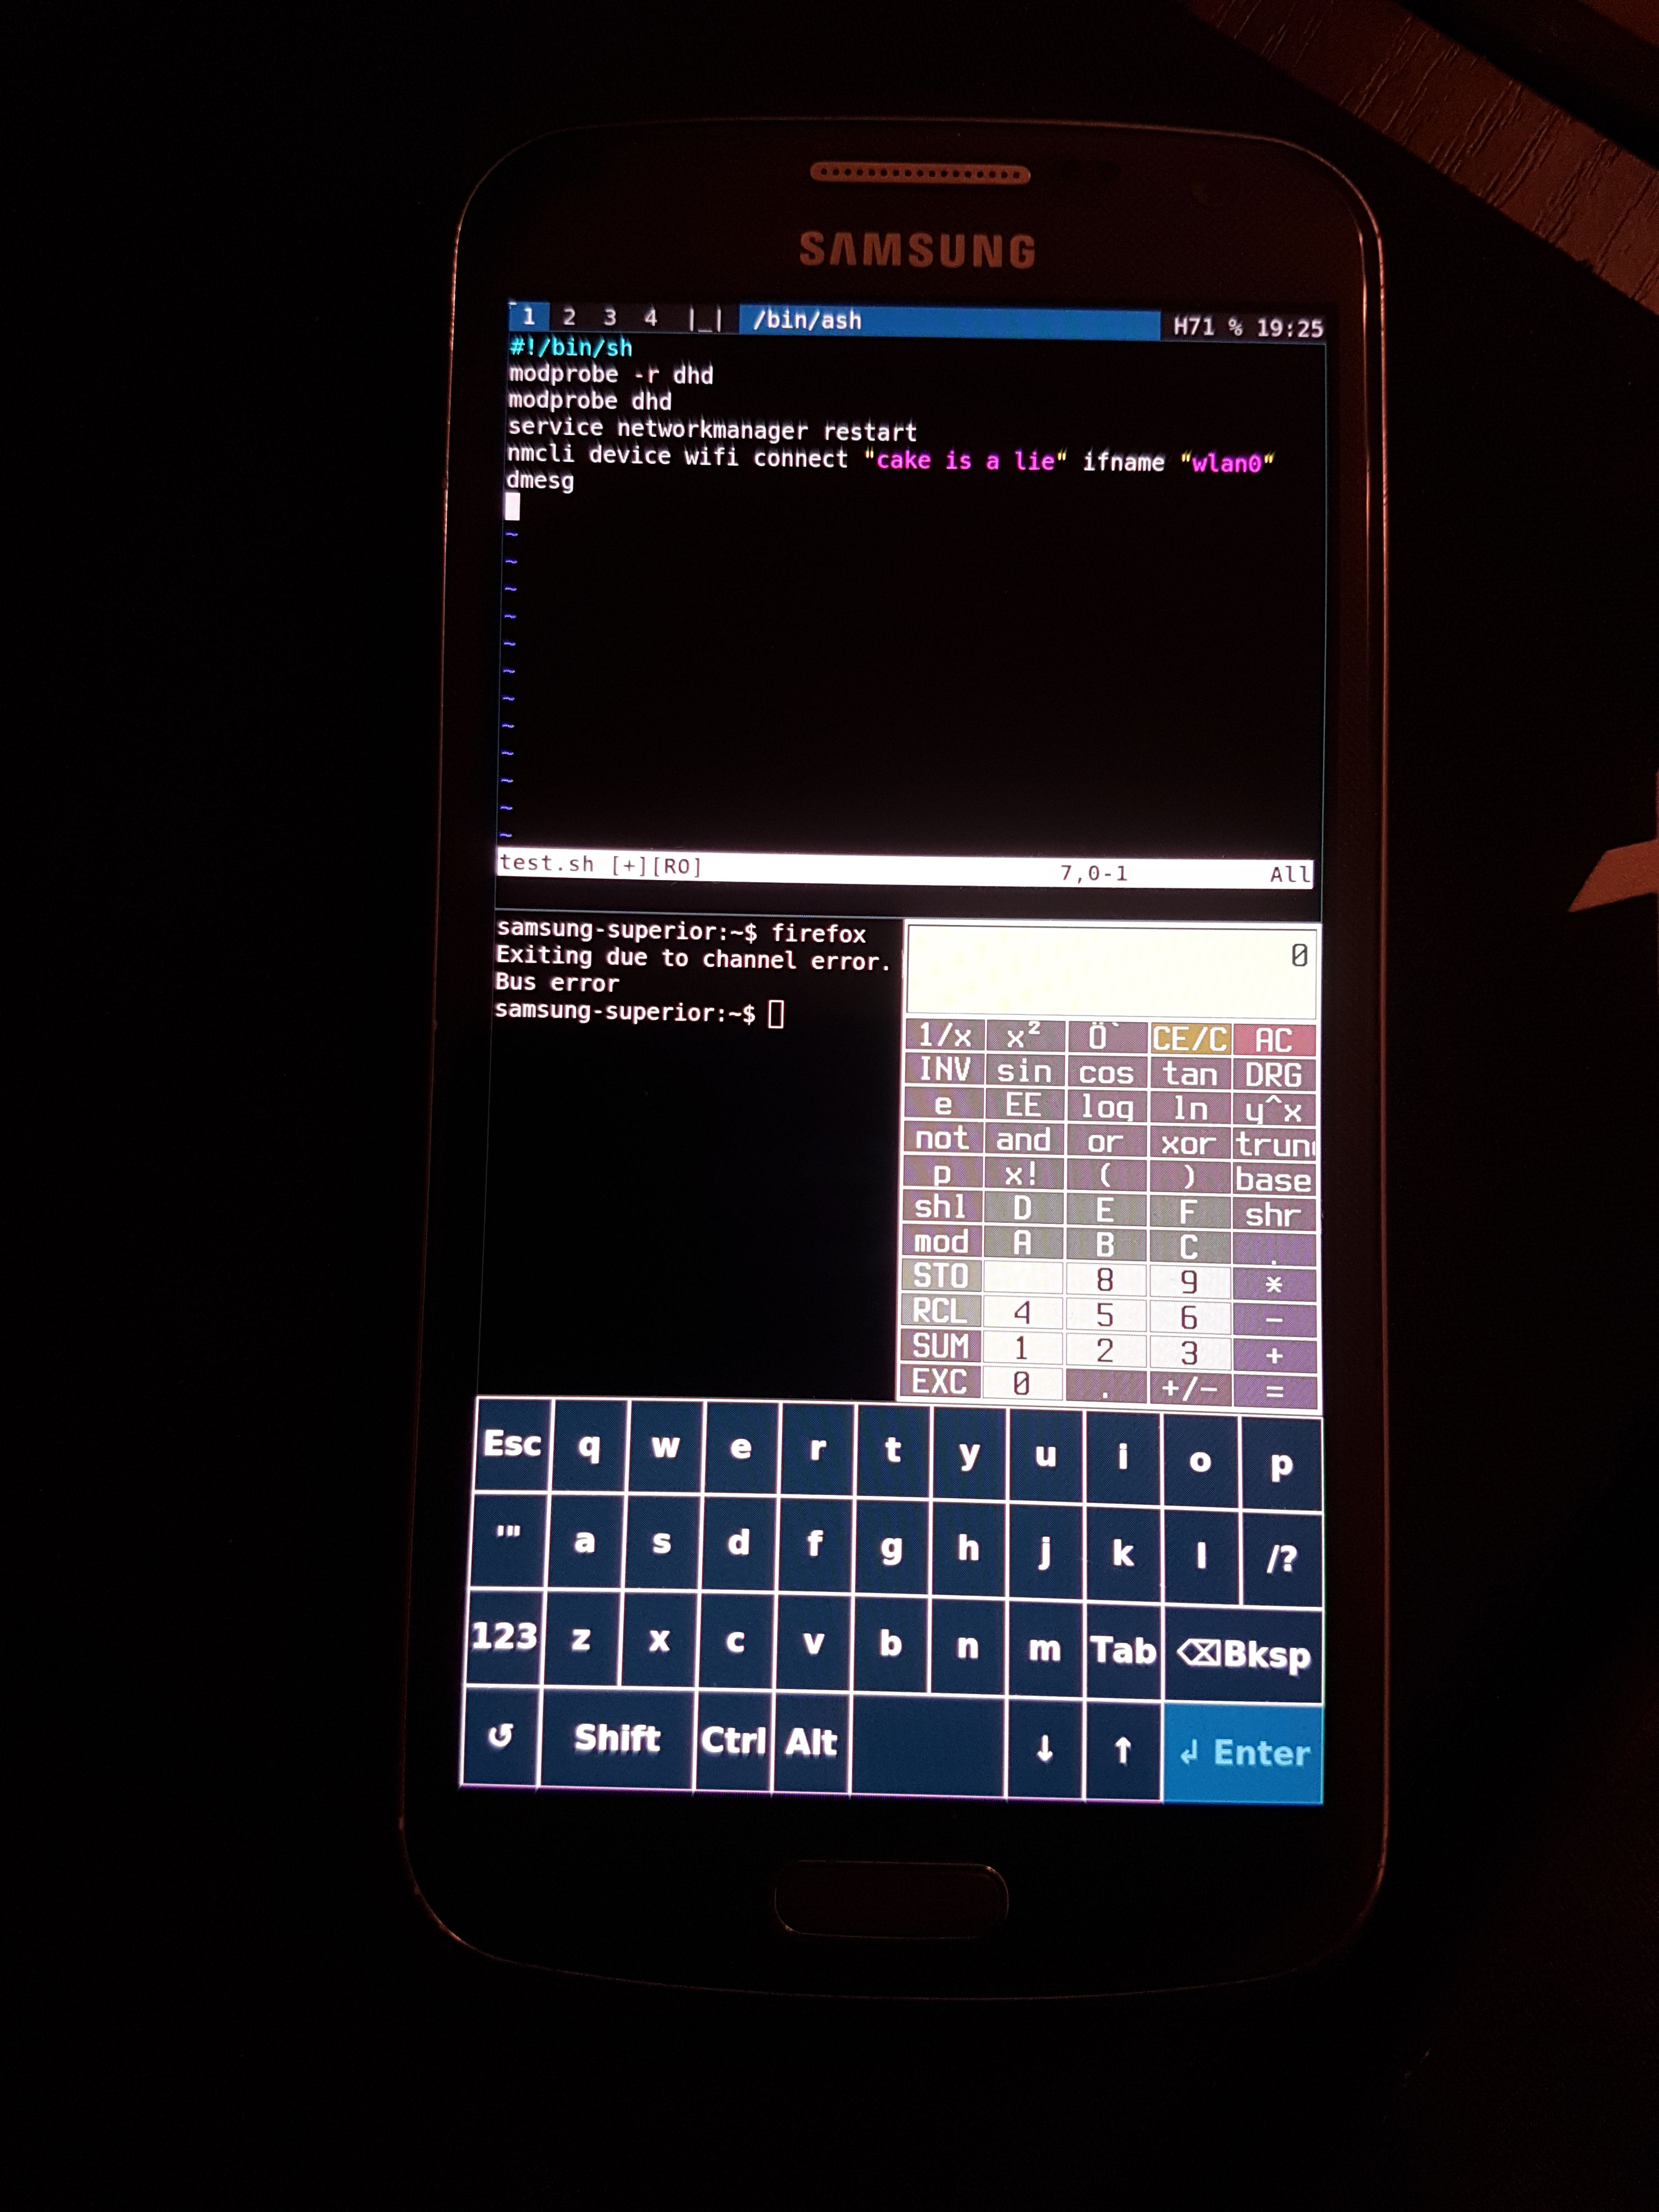 SAMSUNG
1 2 3 4 |_| /bin/ash H71 % 19:25
#!/bin/sh
modprobe -r dhd
modprobe dhd
service networkmanager restart
nmcli device wifi connect "cake is a lie" ifname "wlan0"
dmesg
~
~
~
~
~
~
~
~
~
~
~
~
test.sh [+][RO] 7,0-1 All
samsung-superior:~$ firefox
Exiting due to channel error.
Bus error
samsung-superior:~$
0
1/x x² Ö` CE/C AC
INV sin cos tan DRG
e EE log ln y^x
not and or xor trun
p x! ( ) base
shl D E F shr
mod A B C
STO 8 9 *
RCL 4 5 6 −
SUM 1 2 3 +
EXC 0 . +/− =
Esc q w e r t y u i o p
'" a s d f g h j k l /?
123 z x c v b n m Tab ⌫Bksp
↺ Shift Ctrl Alt ↓ ↑ ↲ Enter